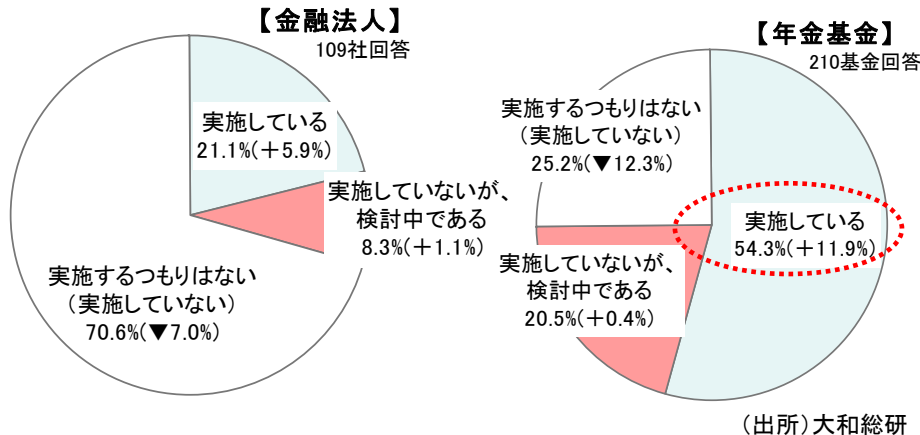 【金融法人】
109社回答
実施している
21.1%(+5.9%)
実施していないが、
検討中である
8.3%(+1.1%)
実施するつもりはない
(実施していない)
70.6%(▼7.0%)
【年金基金】
210基金回答
実施するつもりはない
(実施していない)
25.2%(▼12.3%)
実施している
54.3%(+11.9%)
実施していないが、
検討中である
20.5%(+0.4%)
(出所)大和総研